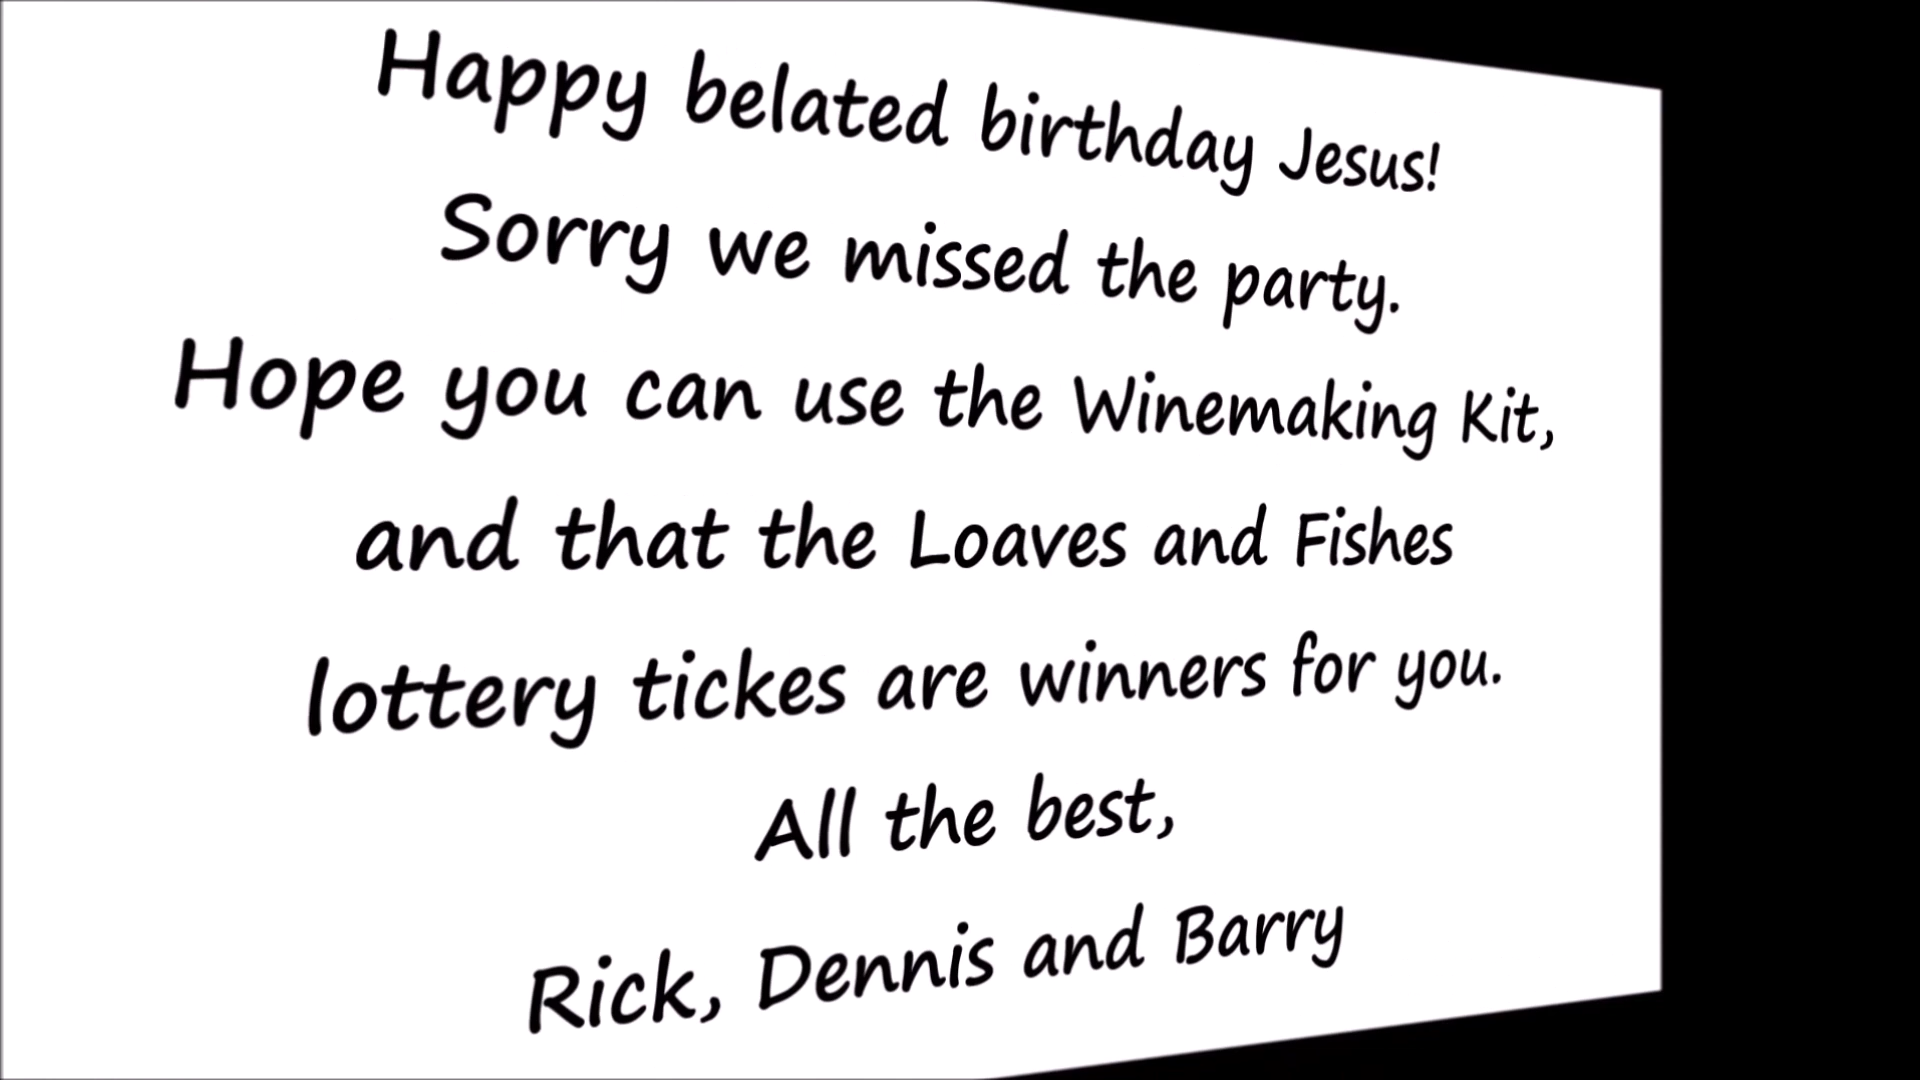 Happy belated birthday Jesus!
Sorry we missed the party.
Hope you can use the Winemaking Kit,
and that the Loaves and Fishes
lottery tickes are winners for you.
All the best,
Rick, Dennis and Barry